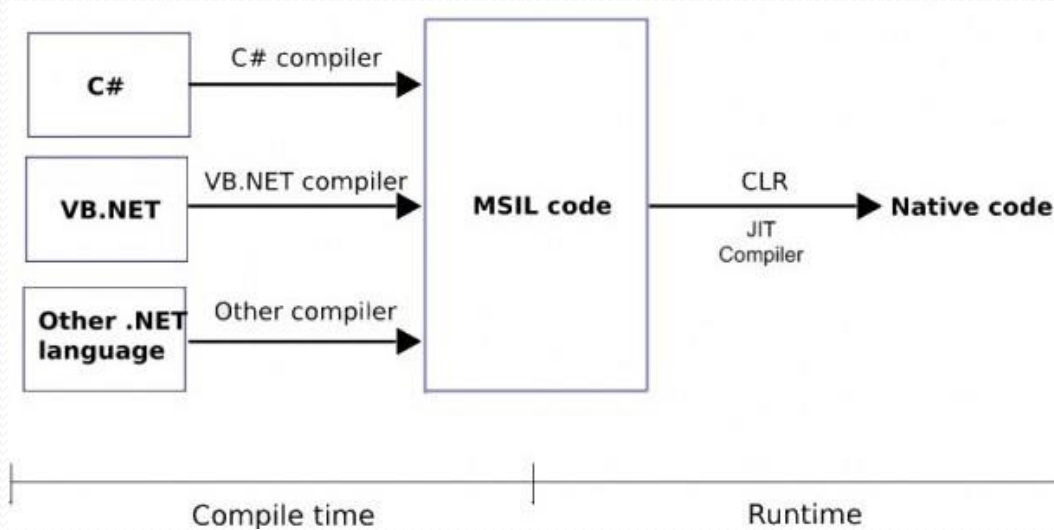 C#
C# compiler
VB.NET
VB.NET compiler
Other .NET
language
Other compiler
MSIL code
CLR
JIT
Compiler
Native code
Compile time
Runtime